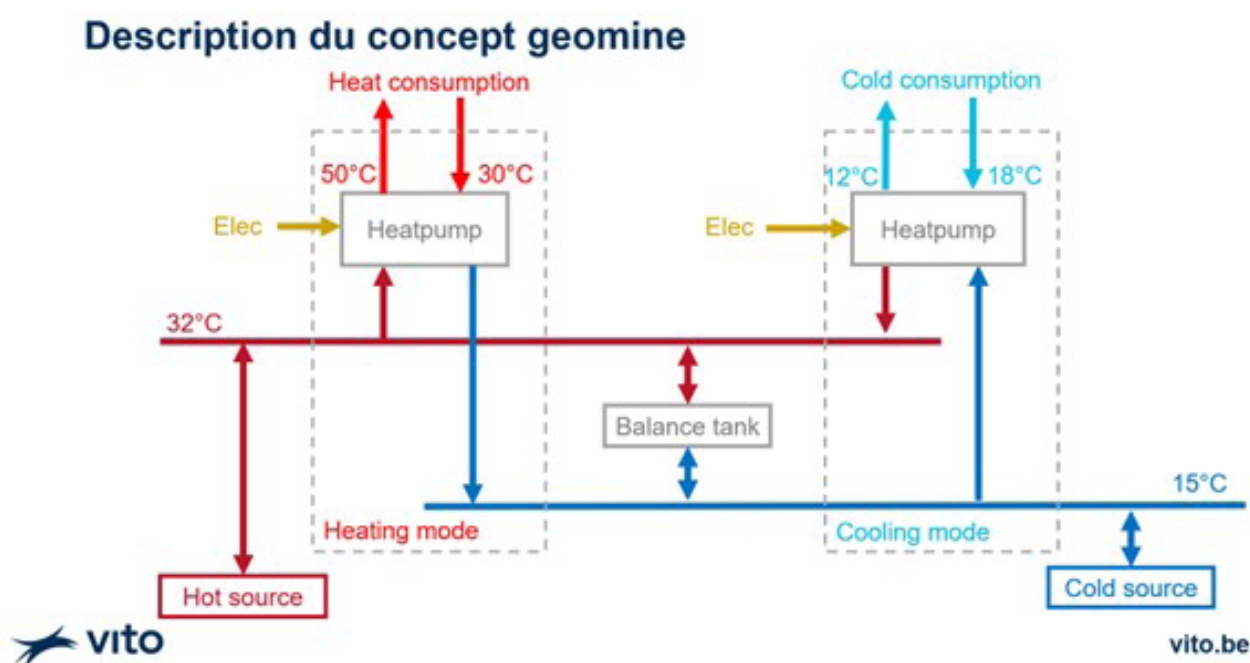 Description du concept geomine
Heat consumption
Cold consumption
50°C
30°C
12°C
18°C
Elec
Heatpump
Elec
Heatpump
32°C
Balance tank
15°C
Heating mode
Cooling mode
Hot source
Cold source
vito
vito.be